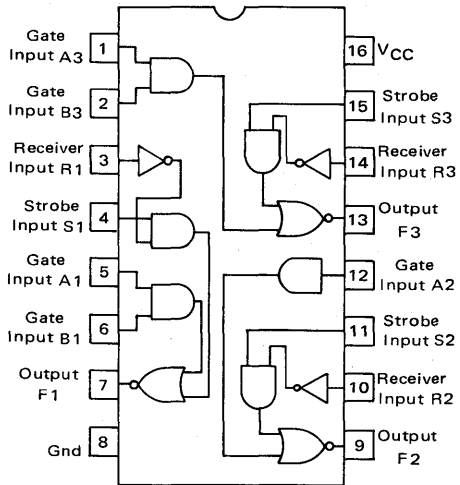 Gate
Input A3
1
Gate
Input B3
2
Receiver
Input R1
3
Strobe
Input S1
4
Gate
Input A1
5
Gate
Input B1
6
Output
F1
7
Gnd
8
16
VCC
15
Strobe
Input S3
14
Receiver
Input R3
13
Output
F3
12
Gate
Input A2
11
Strobe
Input S2
10
Receiver
Input R2
9
Output
F2